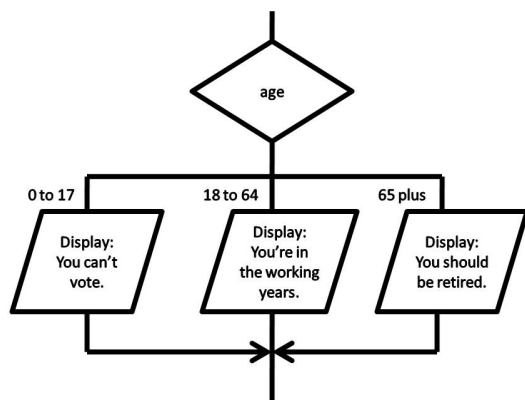 age
0 to 17
18 to 64
65 plus
Display:
You can't
vote.
Display:
You're in
the working
years.
Display:
You should
be retired.